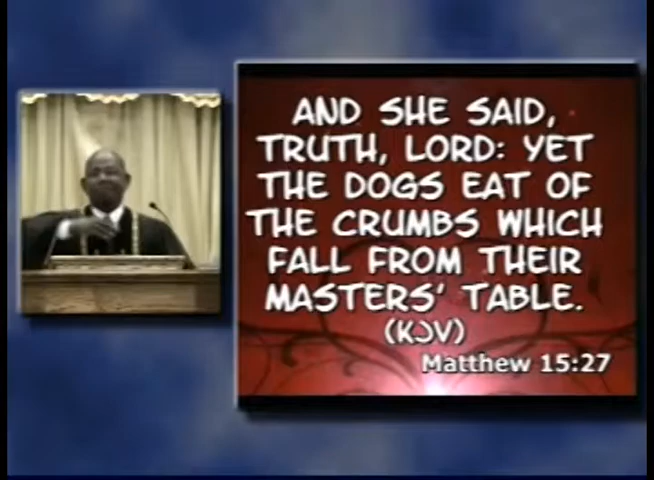 AND SHE SAID,
TRUTH, LORD: YET
THE DOGS EAT OF
THE CRUMBS WHICH
FALL FROM THEIR
MASTERS' TABLE.
(KJV)
Matthew 15:27